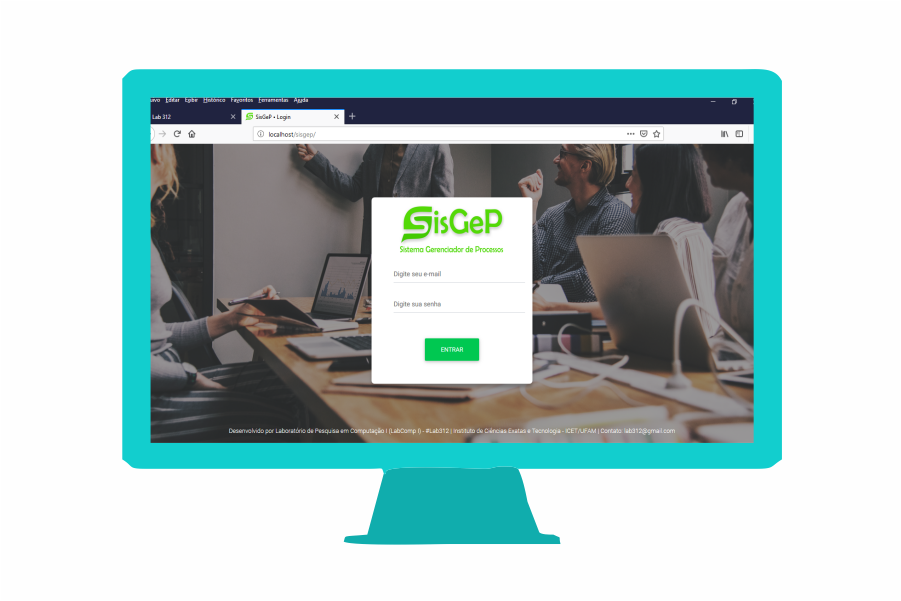 Editar Exibir Histórico Favoritos Ferramentas Ajuda
Lab 312
SisGeP • Login
localhost/sisgep/
SisGeP
Sistema Gerenciador de Processos
Digite seu e-mail
Digite sua senha
ENTRAR
Desenvolvido por Laboratório de Pesquisa em Computação I (LabComp I) - #Lab312 | Instituto de Ciências Exatas e Tecnologia - ICET/UFAM | Contato: lab312@gmail.com